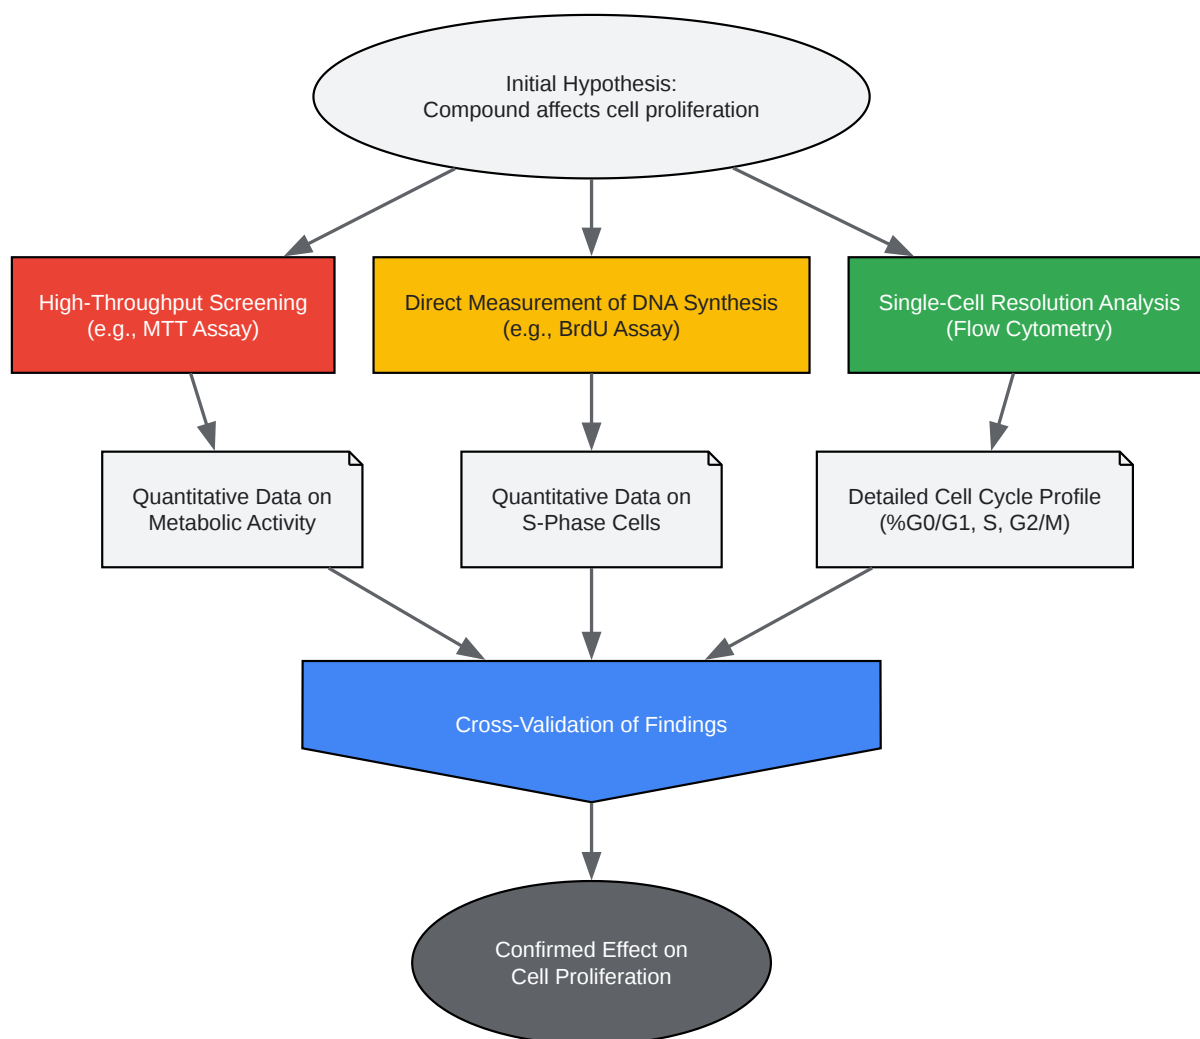 Initial Hypothesis:
Compound affects cell proliferation
High-Throughput Screening
(e.g., MTT Assay)
Direct Measurement of DNA Synthesis
(e.g., BrdU Assay)
Single-Cell Resolution Analysis
(Flow Cytometry)
Quantitative Data on
Metabolic Activity
Quantitative Data on
S-Phase Cells
Detailed Cell Cycle Profile
(%G0/G1, S, G2/M)
Cross-Validation of Findings
Confirmed Effect on
Cell Proliferation